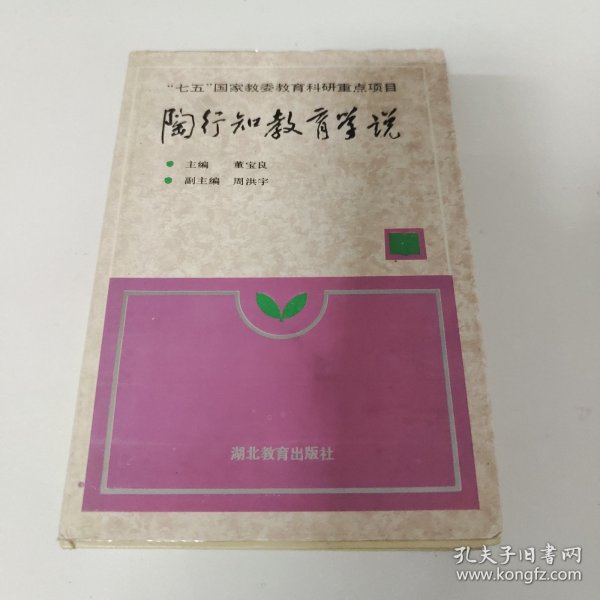 “七五”国家教委教育科研重点项目
陶行知教育学说
主编 董宝良
副主编 周洪宇
湖北教育出版社
孔夫子旧书网
www.kongfz.com